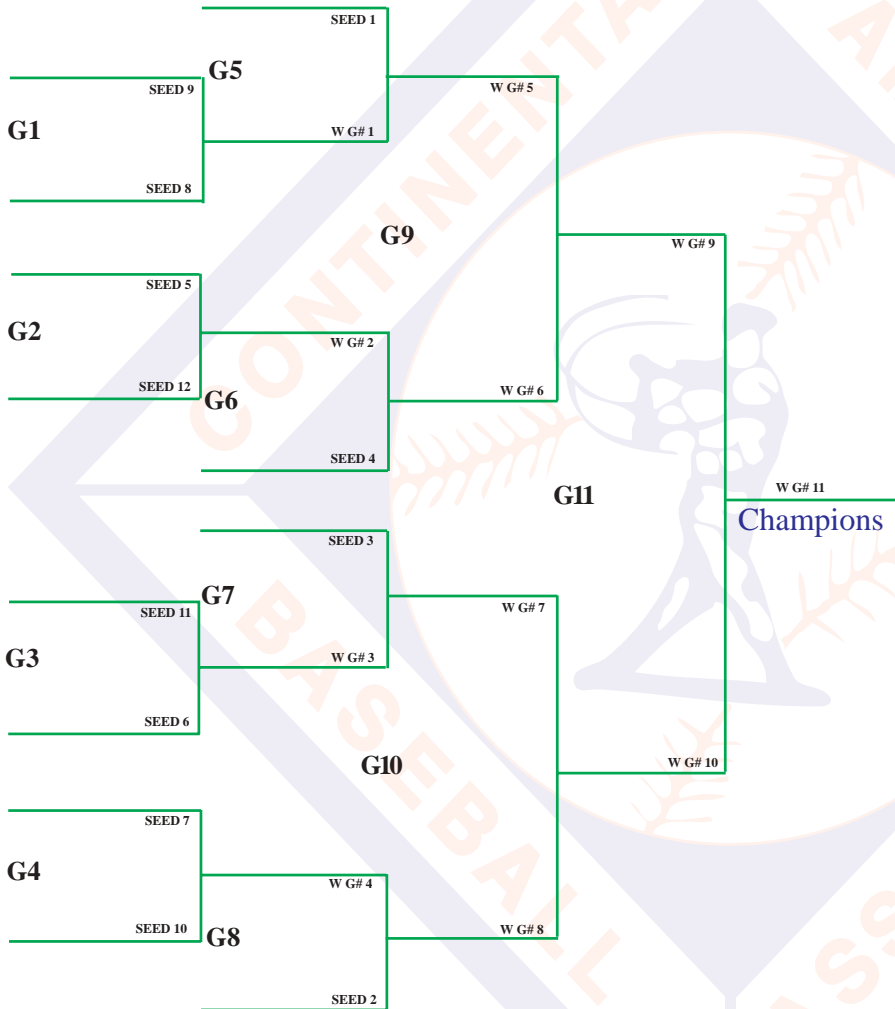 SEED 1
G5
W G# 5
SEED 9
G1
W G# 1
SEED 8
G9
W G# 9
SEED 5
G2
W G# 2
SEED 12
G6
W G# 6
SEED 4
G11
W G# 11
Champions
SEED 3
G7
W G# 7
SEED 11
G3
W G# 3
SEED 6
G10
W G# 10
SEED 7
G4
W G# 4
SEED 10
G8
W G# 8
SEED 2
CONTINENTA
BASEBALL
A
ASS